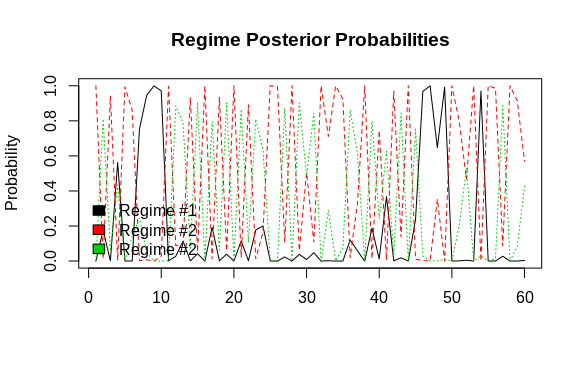 Regime Posterior Probabilities
Probability
1.0
0.8
0.6
0.4
0.2
0.0
Regime #1
Regime #2
Regime #2
0 10 20 30 40 50 60